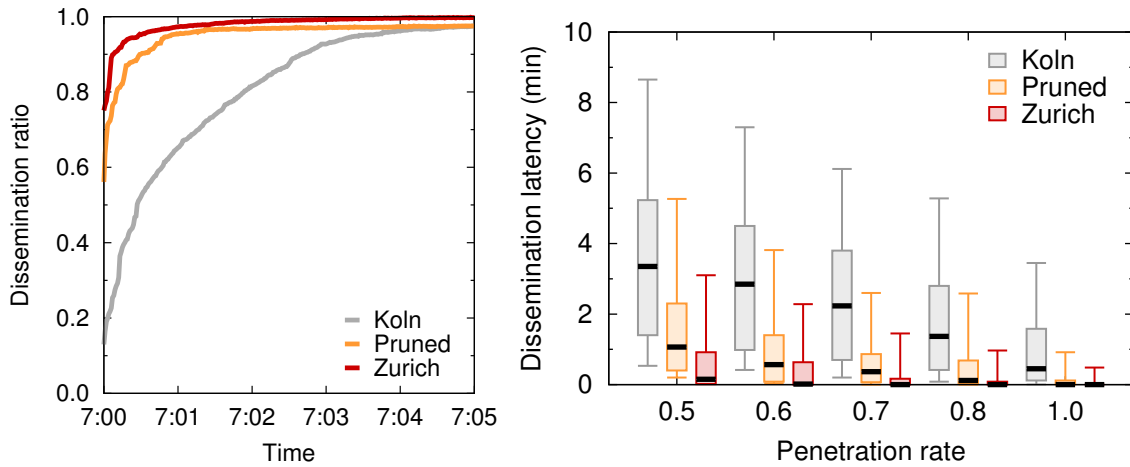 Dissemination ratio
1.0
0.8
0.6
0.4
0.2
0.0
7:00 7:01 7:02 7:03 7:04 7:05
Time
Koln
Pruned
Zurich
Dissemination latency (min)
10
8
6
4
2
0
0.5 0.6 0.7 0.8 1.0
Penetration rate
Koln
Pruned
Zurich